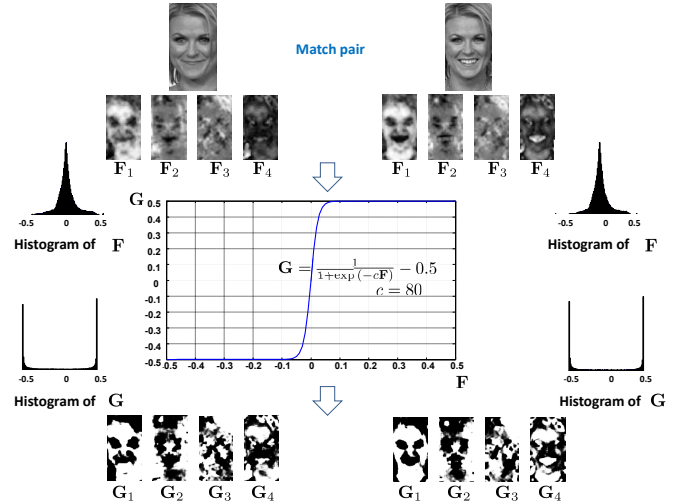 Match pair
F1 F2 F3 F4
F1 F2 F3 F4
-0.5 0 0.5
Histogram of F
-0.5 0 0.5
Histogram of F
G
0.5
0.4
0.3
0.2
0.1
0
-0.1
-0.2
-0.3
-0.4
-0.5
-0.5 -0.4 -0.3 -0.2 -0.1 0 0.1 0.2 0.3 0.4 0.5
F
G = 1/(1+exp(-cF)) − 0.5
c = 80
-0.5 0 0.5
Histogram of G
-0.5 0 0.5
Histogram of G
G1 G2 G3 G4
G1 G2 G3 G4